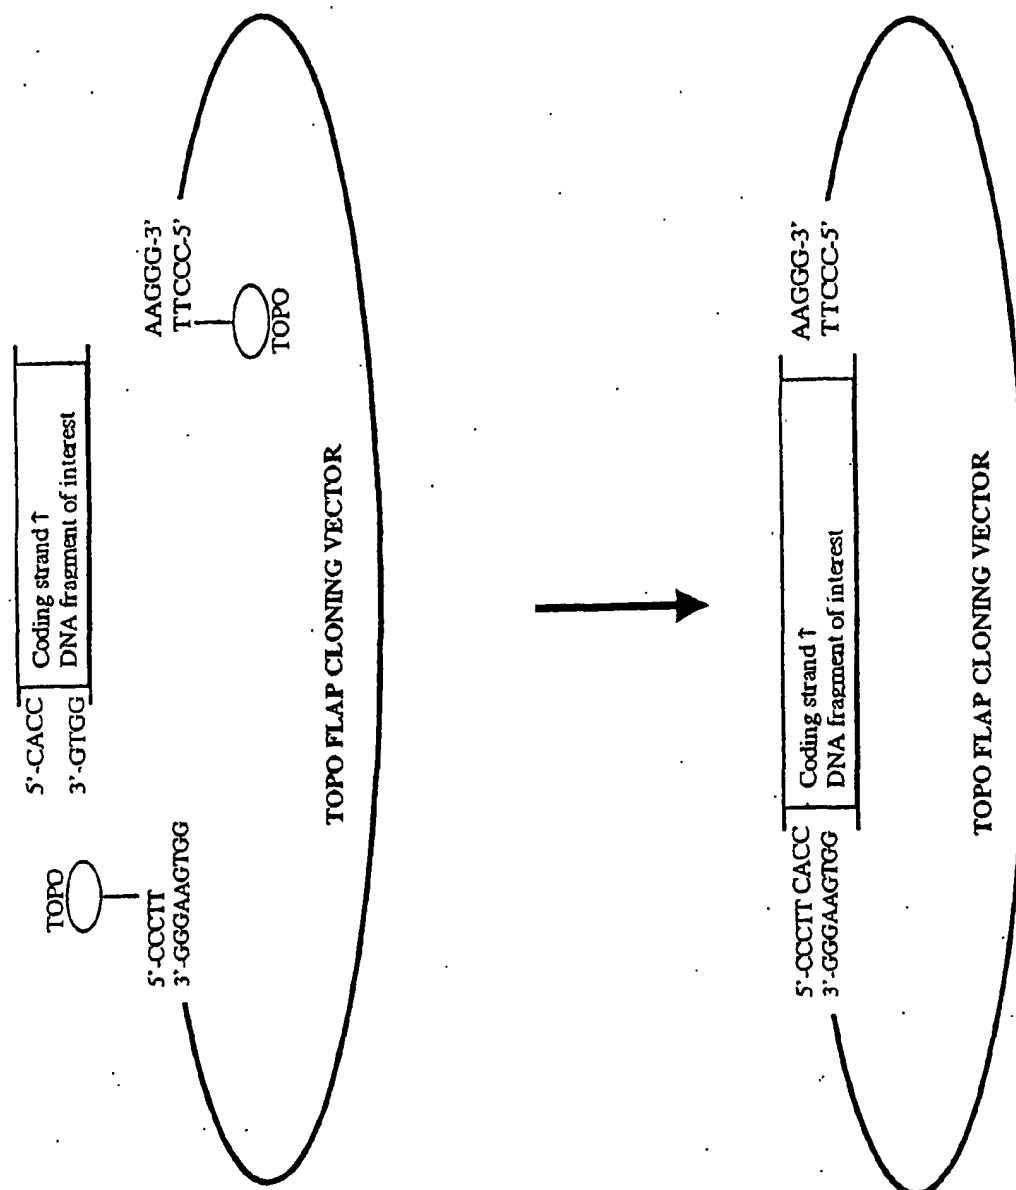 5'-CACC
3'-GTGG
Coding strand ↑
DNA fragment of interest
TOPO
5'-CCCTT
3'-GGGAAGTGG
AAGGG-3'
TTCCC-5'
TOPO
TOPO FLAP CLONING VECTOR
5'-CCCTT CACC
3'-GGGAAGTGG
Coding strand ↑
DNA fragment of interest
AAGGG-3'
TTCCC-5'
TOPO FLAP CLONING VECTOR